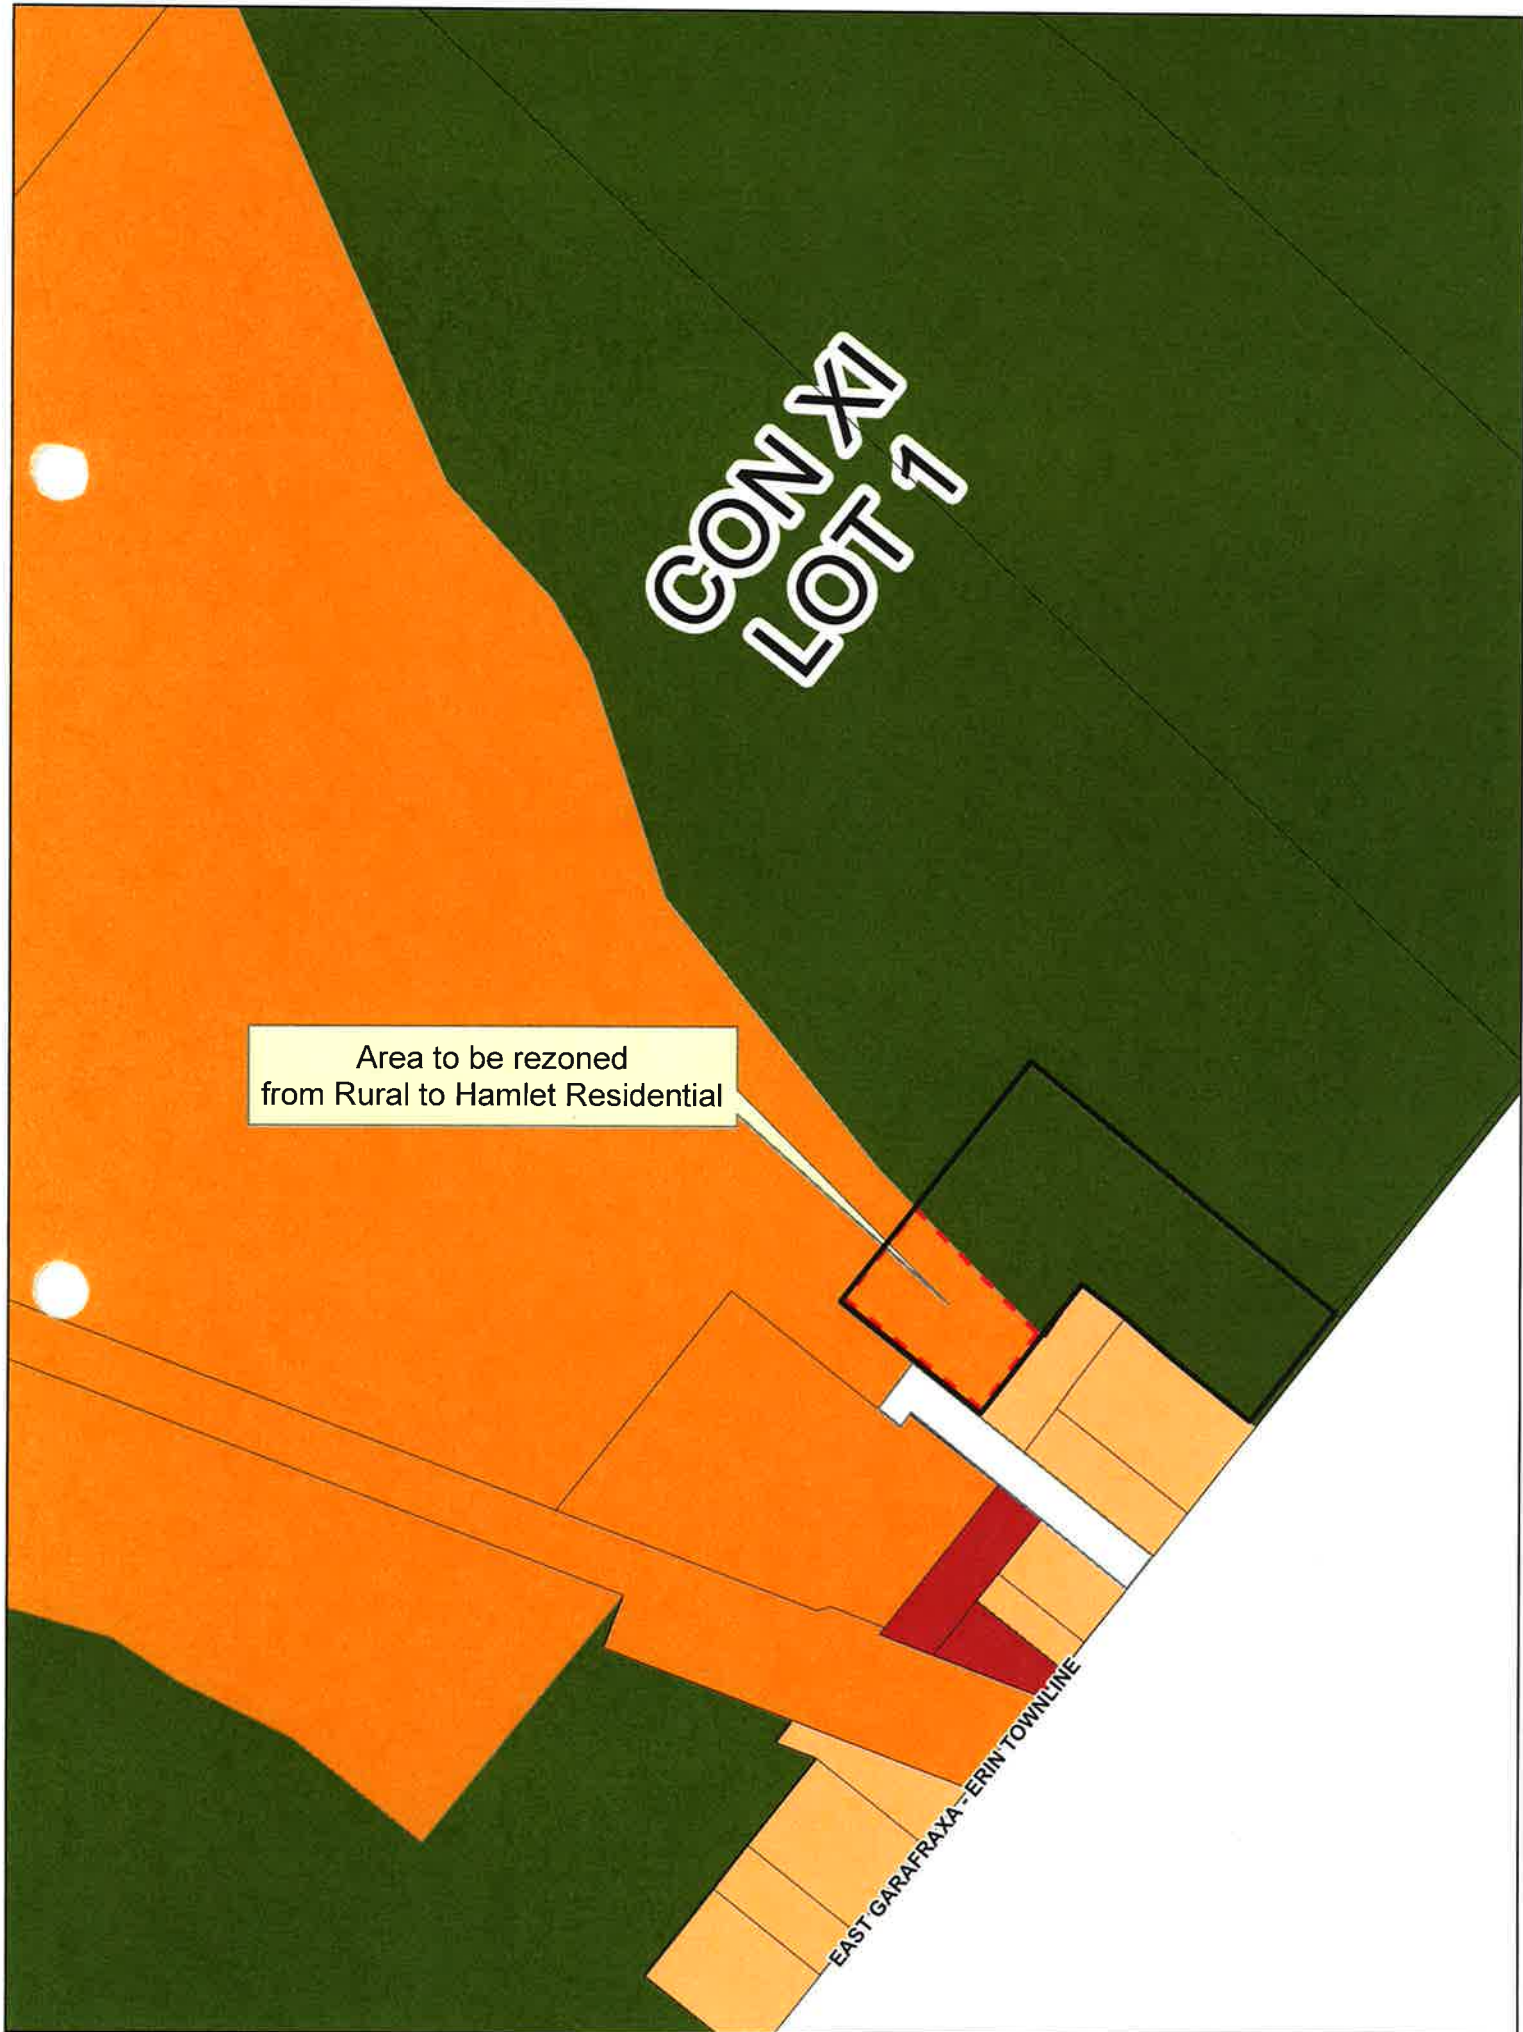 CON XI
LOT 1
Area to be rezoned
from Rural to Hamlet Residential
EAST GARAFRAXA - ERIN TOWNLINE